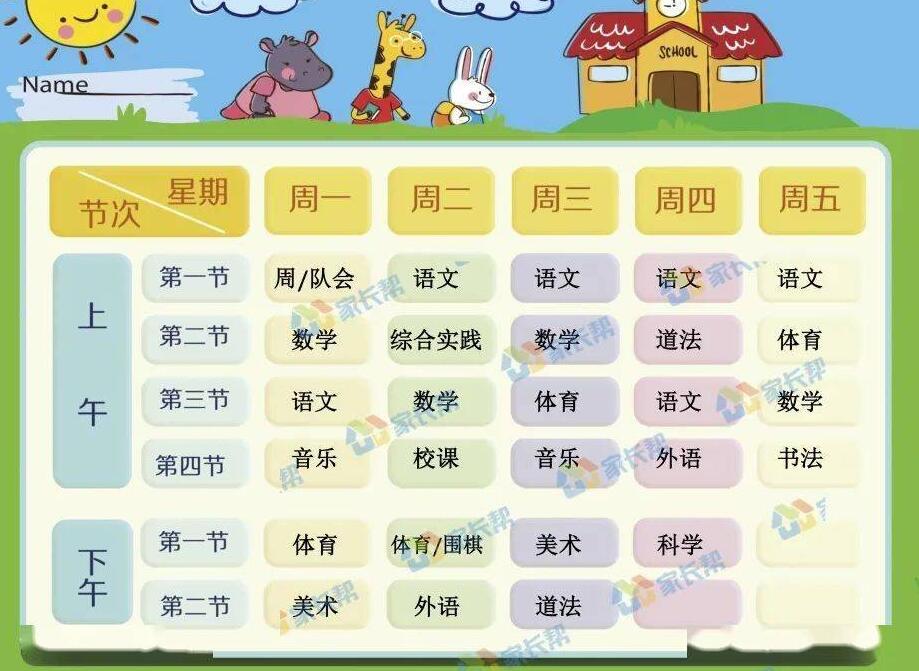 SCHOOL
Name
星期 周一 周二 周三 周四 周五
节次
上午
第一节 周/队会 语文 语文 语文 语文
第二节 数学 综合实践 数学 道法 体育
第三节 语文 数学 体育 语文 数学
第四节 音乐 校课 音乐 外语 书法
下午
第一节 体育 体育/围棋 美术 科学
第二节 美术 外语 道法
家长帮
家长帮
家长帮
家长帮
家长帮
家长帮
家长帮
家长帮
家长帮
家长帮